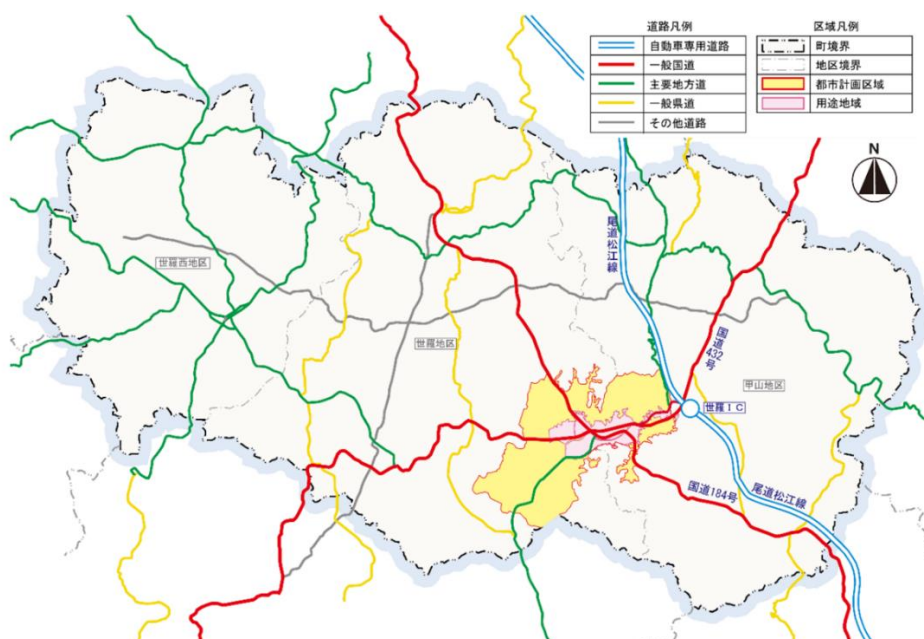 道路凡例
自動車専用道路
一般国道
主要地方道
一般県道
その他道路
区域凡例
町境界
地区境界
都市計画区域
用途地域
N
尾道松江線
世羅西地区
世羅地区
国道432号
甲山地区
世羅IC
国道184号
尾道松江線